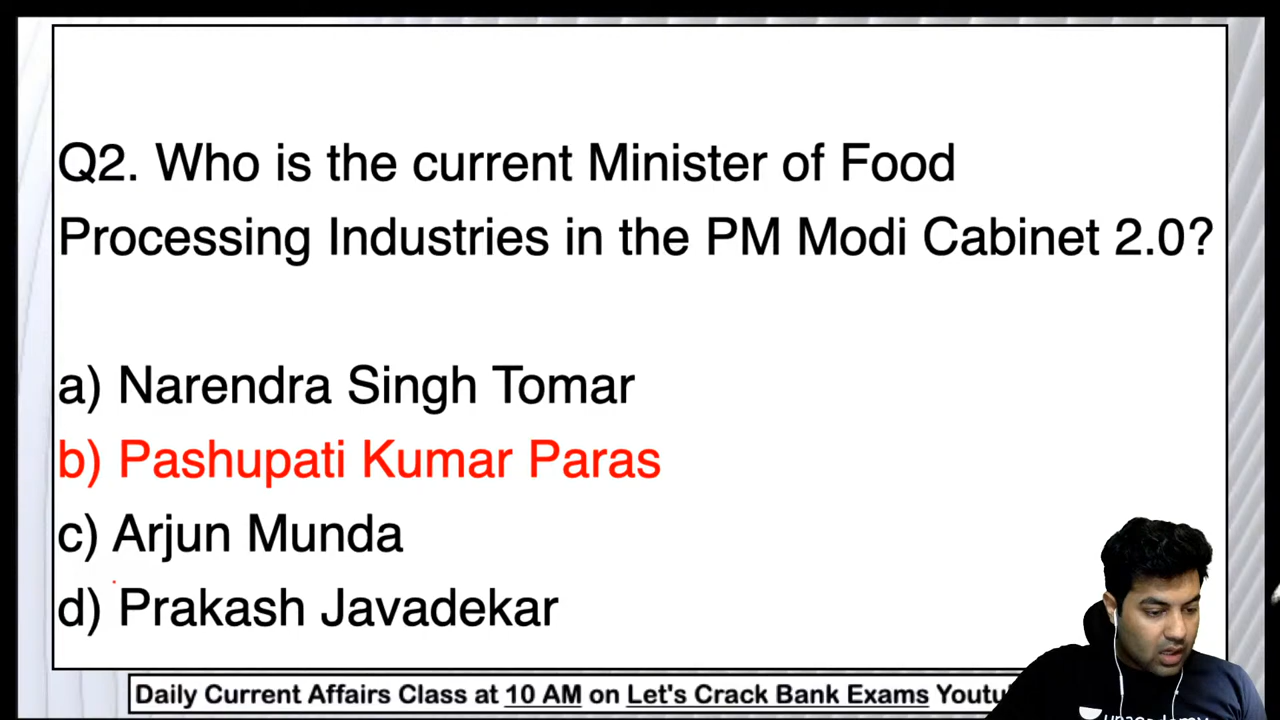 Q2. Who is the current Minister of Food
Processing Industries in the PM Modi Cabinet 2.0?
a) Narendra Singh Tomar
b) Pashupati Kumar Paras
c) Arjun Munda
d) Prakash Javadekar
Daily Current Affairs Class at 10 AM on Let's Crack Bank Exams